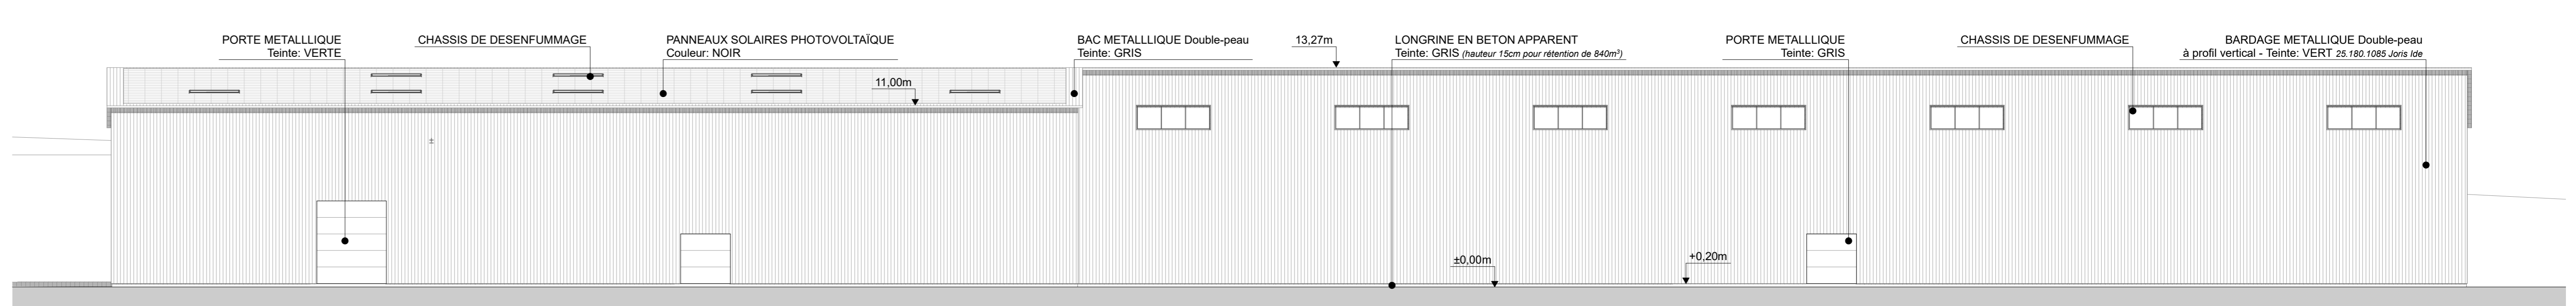 PORTE METALLLIQUE
Teinte: VERTE
CHASSIS DE DESENFUMMAGE
PANNEAUX SOLAIRES PHOTOVOLTAÏQUE
Couleur: NOIR
BAC METALLLIQUE Double-peau
Teinte: GRIS
13,27m
LONGRINE EN BETON APPARENT
Teinte: GRIS (hauteur 15cm pour rétention de 840m³)
PORTE METALLLIQUE
Teinte: GRIS
CHASSIS DE DESENFUMMAGE
BARDAGE METALLIQUE Double-peau
à profil vertical - Teinte: VERT 25.180.1085 Joris Ide
11,00m
±
±0,00m
+0,20m